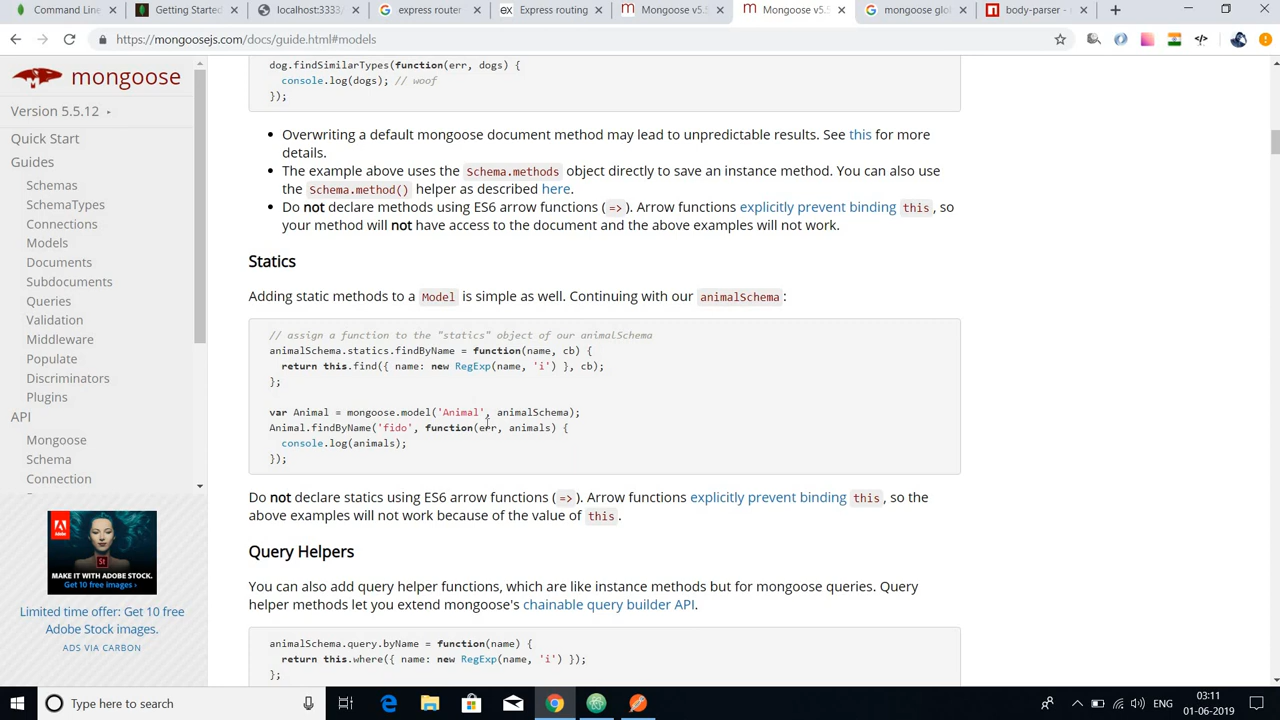 Command Line
Getting Started
localhost:3333/
express router
Express routing
Mongoose v5.5
Mongoose v5.5
mongoose glo
body-parser -
https://mongoosejs.com/docs/guide.html#models
mongoose
Version 5.5.12
Quick Start
Guides
Schemas
SchemaTypes
Connections
Models
Documents
Subdocuments
Queries
Validation
Middleware
Populate
Discriminators
Plugins
API
Mongoose
Schema
Connection
MAKE IT WITH ADOBE STOCK.
Get 10 free images ›
Limited time offer: Get 10 free
Adobe Stock images.
ADS VIA CARBON
dog.findSimilarTypes(function(err, dogs) {
console.log(dogs); // woof
});
• Overwriting a default mongoose document method may lead to unpredictable results. See this for more
details.
• The example above uses the Schema.methods object directly to save an instance method. You can also use
the Schema.method() helper as described here.
• Do not declare methods using ES6 arrow functions (=>). Arrow functions explicitly prevent binding this, so
your method will not have access to the document and the above examples will not work.
Statics
Adding static methods to a Model is simple as well. Continuing with our animalSchema:
// assign a function to the "statics" object of our animalSchema
animalSchema.statics.findByName = function(name, cb) {
return this.find({ name: new RegExp(name, 'i') }, cb);
};
var Animal = mongoose.model('Animal', animalSchema);
Animal.findByName('fido', function(err, animals) {
console.log(animals);
});
Do not declare statics using ES6 arrow functions (=>). Arrow functions explicitly prevent binding this, so the
above examples will not work because of the value of this.
Query Helpers
You can also add query helper functions, which are like instance methods but for mongoose queries. Query
helper methods let you extend mongoose's chainable query builder API.
animalSchema.query.byName = function(name) {
return this.where({ name: new RegExp(name, 'i') });
};
Type here to search
ENG
03:11
01-06-2019